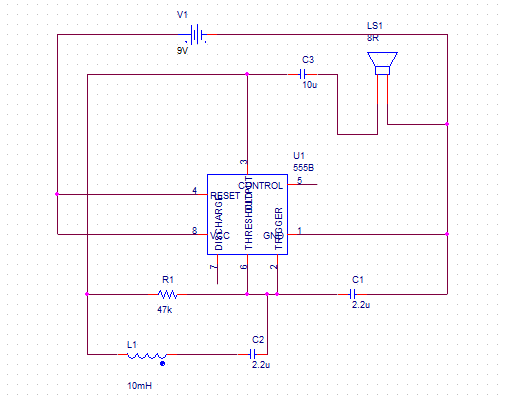 V1
9V
LS1
8R
C3
10u
3
U1
555B
OUTPUT
CONTROL
5
4
RESET
8
VCC
DISCHARGE
THRESHOLD
TRIGGER
GND
1
7
6
2
R1
47k
C1
2.2u
L1
10mH
C2
2.2u